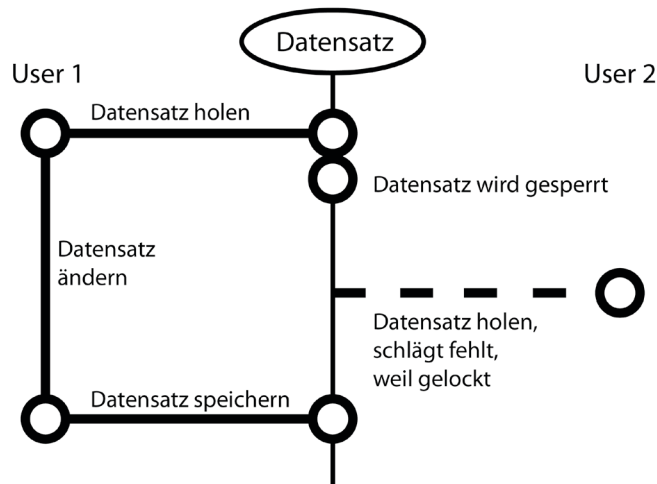 Datensatz
User 1
User 2
Datensatz holen
Datensatz wird gesperrt
Datensatz
ändern
Datensatz holen,
schlägt fehlt,
weil gelockt
Datensatz speichern